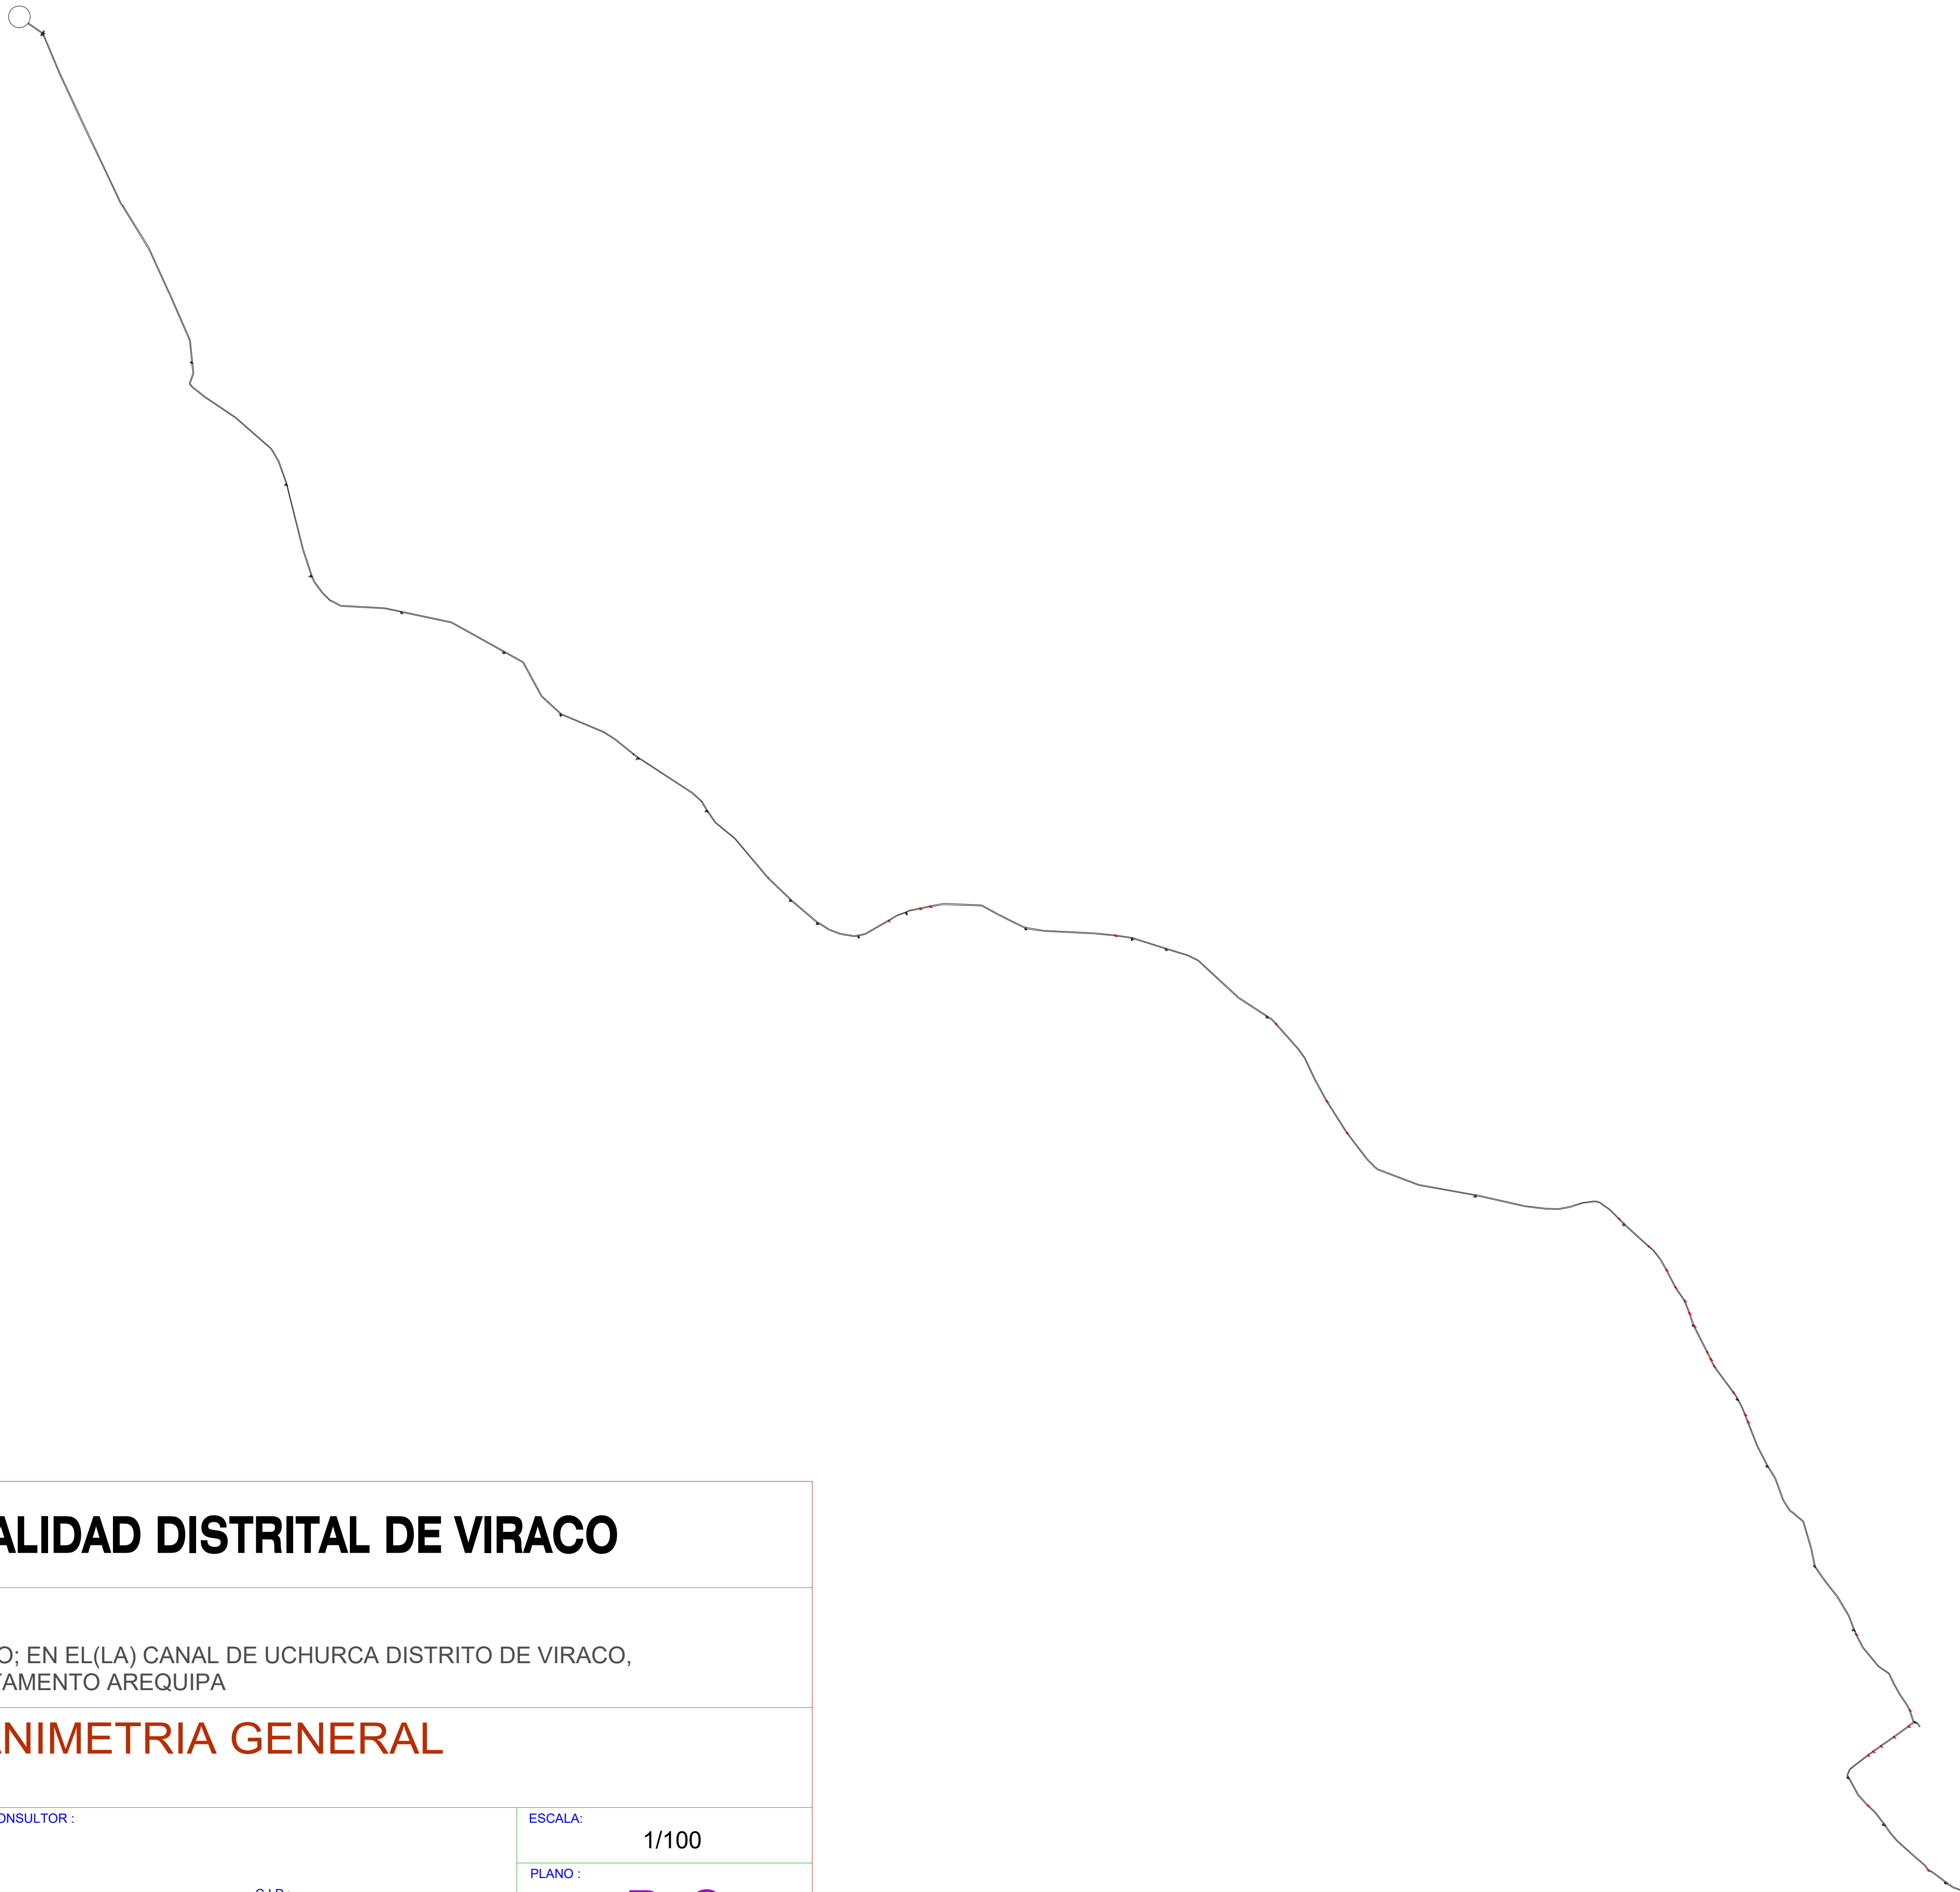 ALIDAD DISTRITAL DE VIRACO
O; EN EL(LA) CANAL DE UCHURCA DISTRITO DE VIRACO,
TAMENTO AREQUIPA
ANIMETRIA GENERAL
ONSULTOR :
ESCALA:
1/100
PLANO :